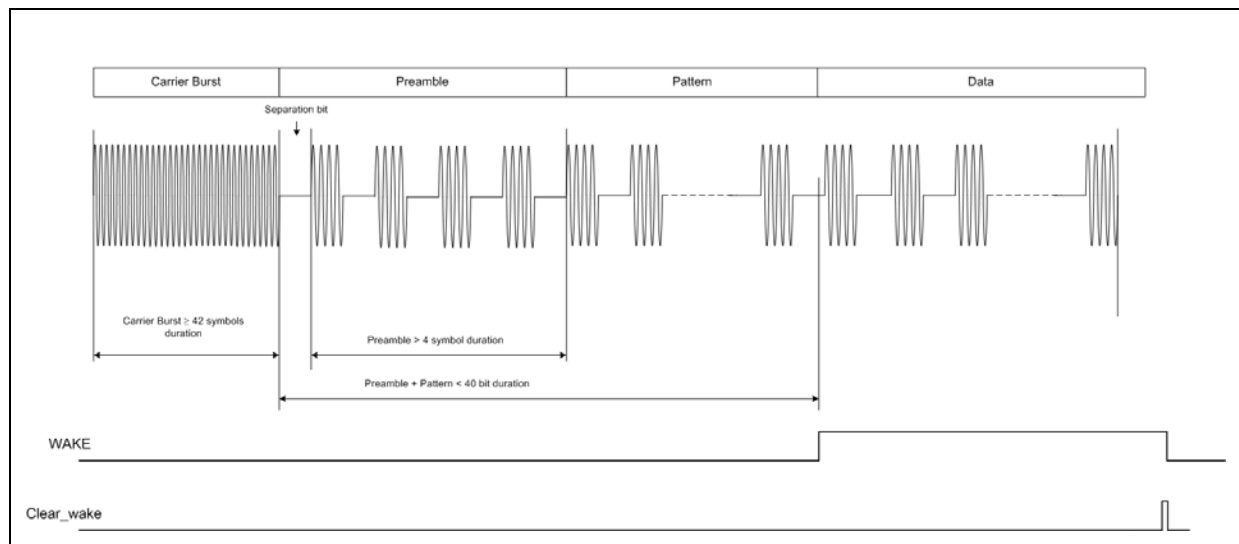 Carrier Burst
Preamble
Pattern
Data
Separation bit
Carrier Burst ≥ 42 symbols
duration
Preamble > 4 symbol duration
Preamble + Pattern < 40 bit duration
WAKE
Clear_wake